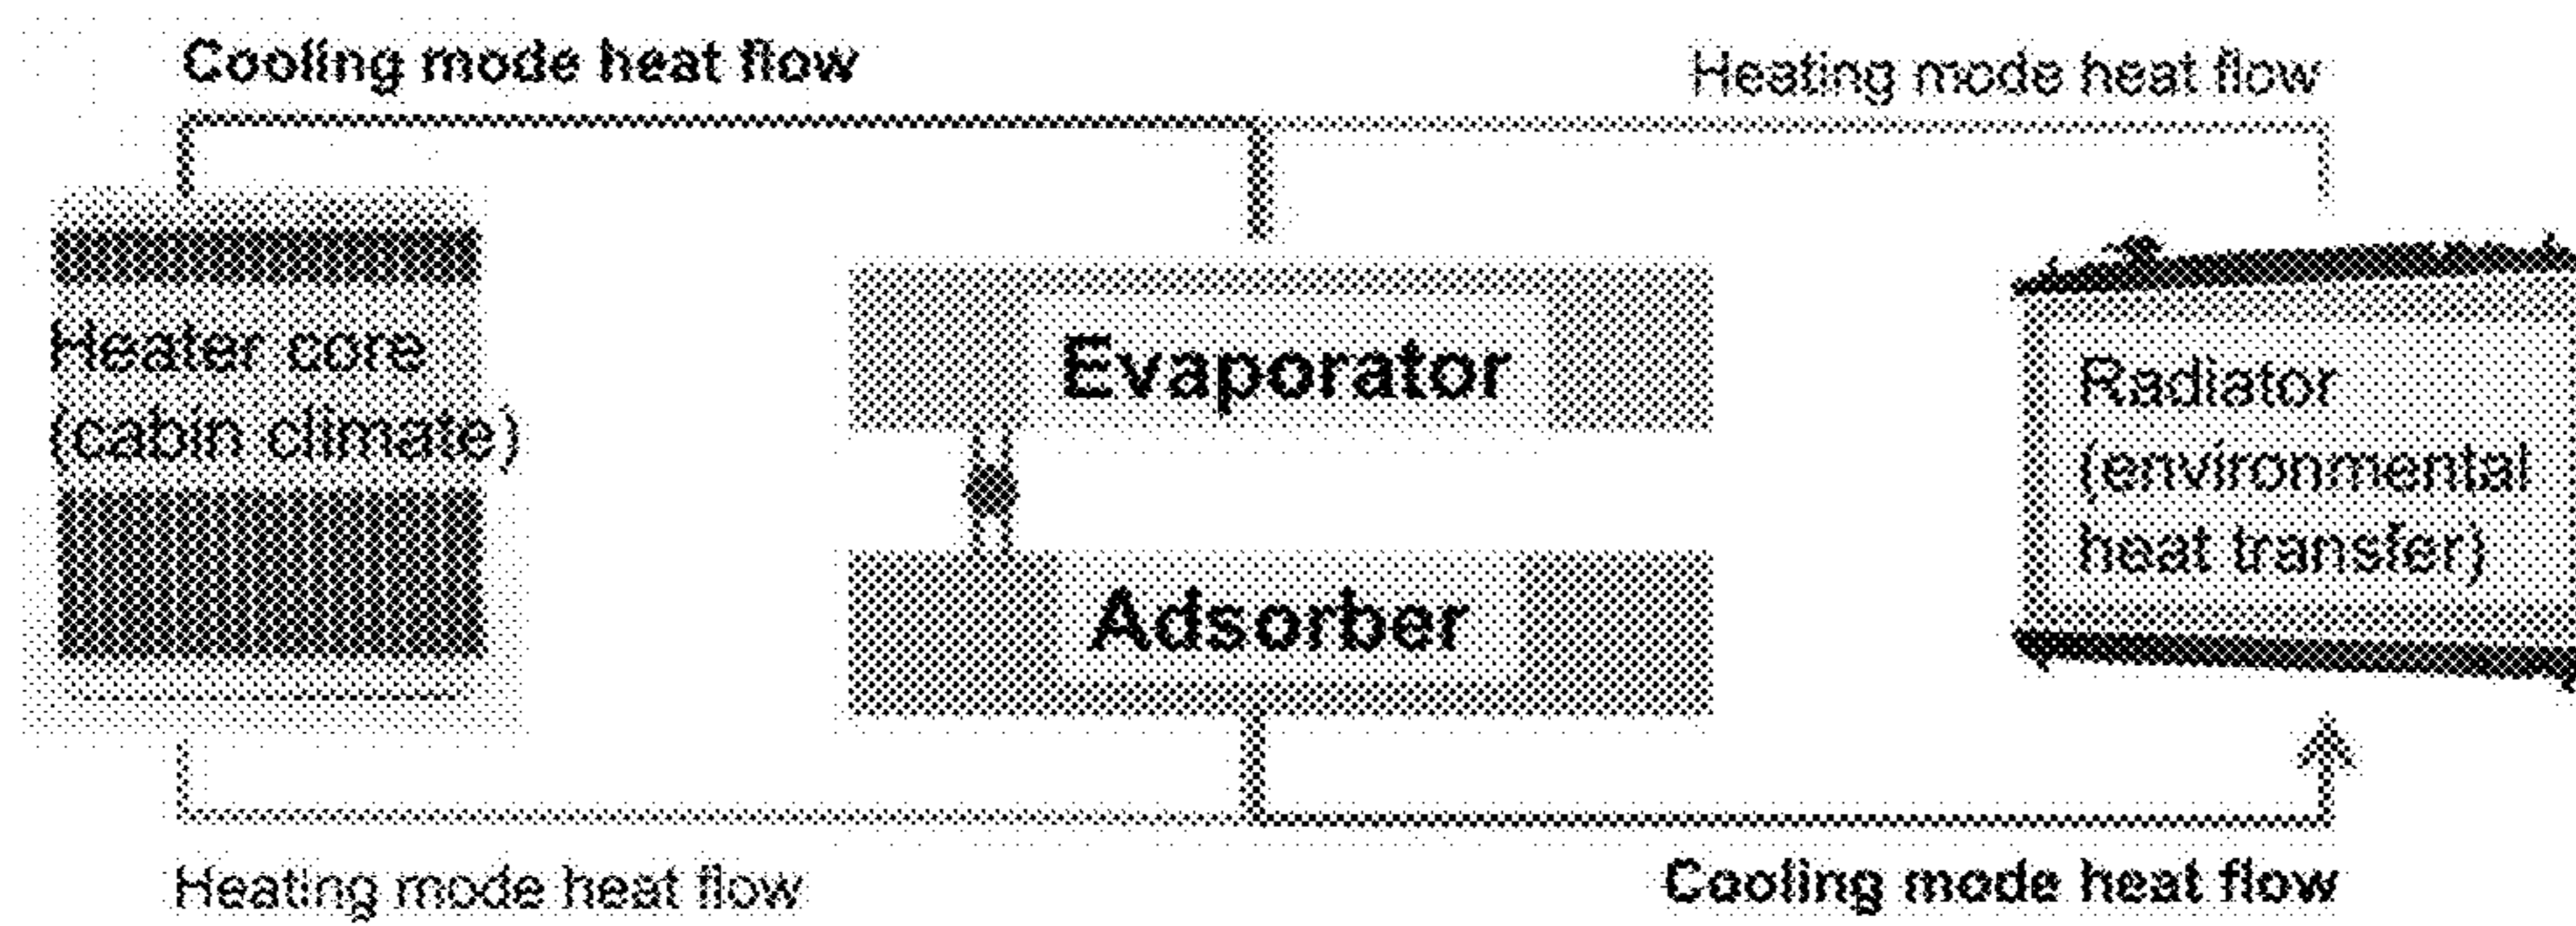 Cooling mode heat flow
Heating mode heat flow
Heater core
(cabin climate)
Evaporator
Adsorber
Radiator
(environmental
heat transfer)
Heating mode heat flow
Cooling mode heat flow